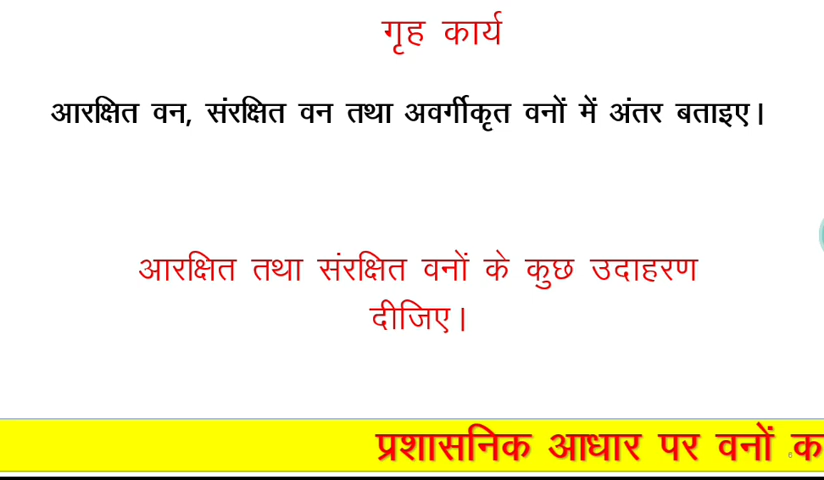 गृह कार्य
आरक्षित वन, संरक्षित वन तथा अवर्गीकृत वनों में अंतर बताइए।
आरक्षित तथा संरक्षित वनों के कुछ उदाहरण
दीजिए।
प्रशासनिक आधार पर वनों क
6